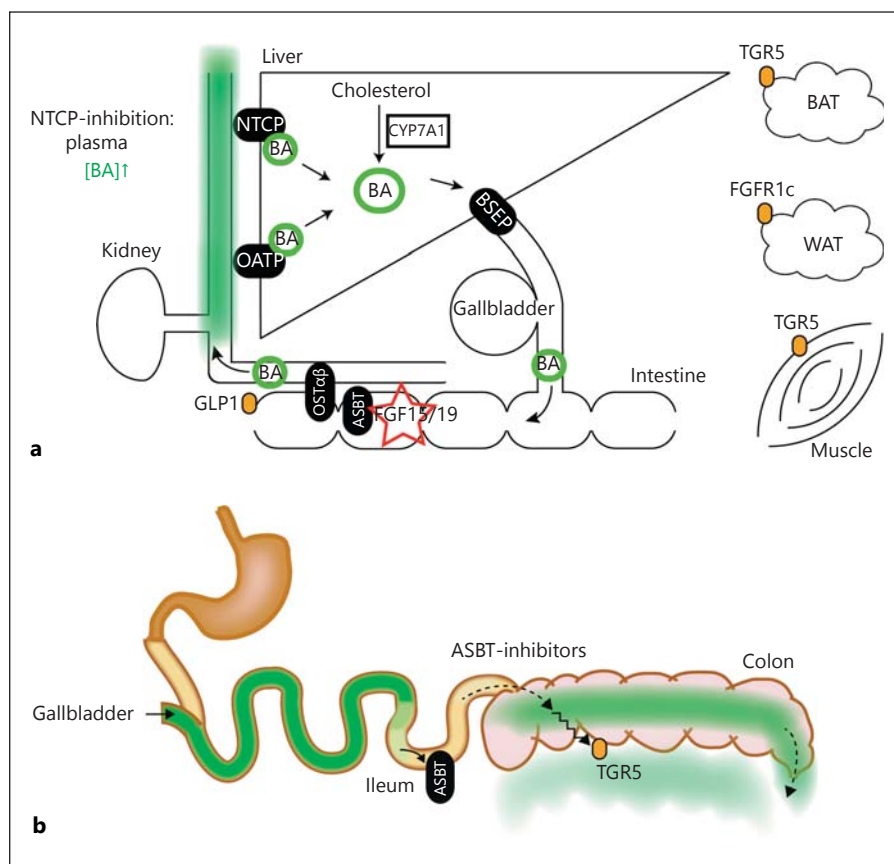 Liver
TGR5
BAT
Cholesterol
CYP7A1
NTCP-inhibition:
plasma
[BA]↑
NTCP
BA
BA
BSEP
BA
OATP
FGFR1c
WAT
Kidney
Gallbladder
TGR5
BA
BA
Intestine
GLP1
OSTαβ
ASBT
FGF15/19
Muscle
a
ASBT-inhibitors
Colon
Gallbladder
Ileum
ASBT
TGR5
b